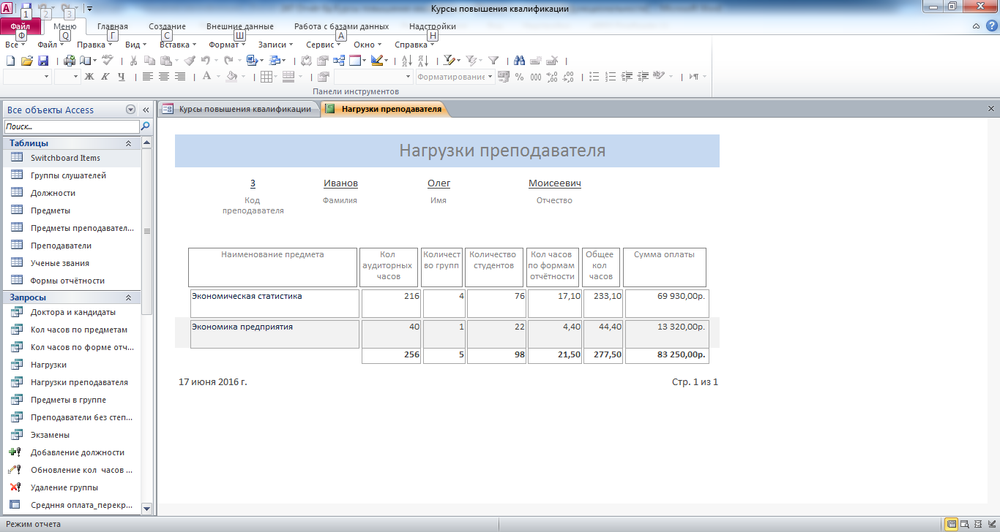 Курсы повышения квалификации
1 2 3
Файл Меню Главная Создание Внешние данные Работа с базами данных Надстройки
Ф Q Г С Ш А Н
Все Файл Правка Вид Вставка Формат Записи Сервис Окно Справка
Ж К Ч Форматирование % 000
Панели инструментов
Все объекты Access
Поиск...
Таблицы
Switchboard Items
Группы слушателей
Должности
Предметы
Предметы преподавател...
Преподаватели
Ученые звания
Формы отчётности
Запросы
Доктора и кандидаты
Кол часов по предметам
Кол часов по форме отч...
Нагрузки
Нагрузки преподавателя
Предметы в группе
Преподаватели без степ...
Экзамены
Добавление должности
Обновление кол часов ...
Удаление группы
Средння оплата_перекр...
Курсы повышения квалификации Нагрузки преподавателя
Нагрузки преподавателя
3 Иванов Олег Моисеевич
Код преподавателя Фамилия Имя Отчество
Наименование предмета Кол аудиторных часов Количест во групп Количество студентов Кол часов по формам отчётности Общее кол часов Сумма оплаты
Экономическая статистика 216 4 76 17,10 233,10 69 930,00р.
Экономика предприятия 40 1 22 4,40 44,40 13 320,00р.
256 5 98 21,50 277,50 83 250,00р.
17 июня 2016 г. Стр. 1 из 1
Режим отчета